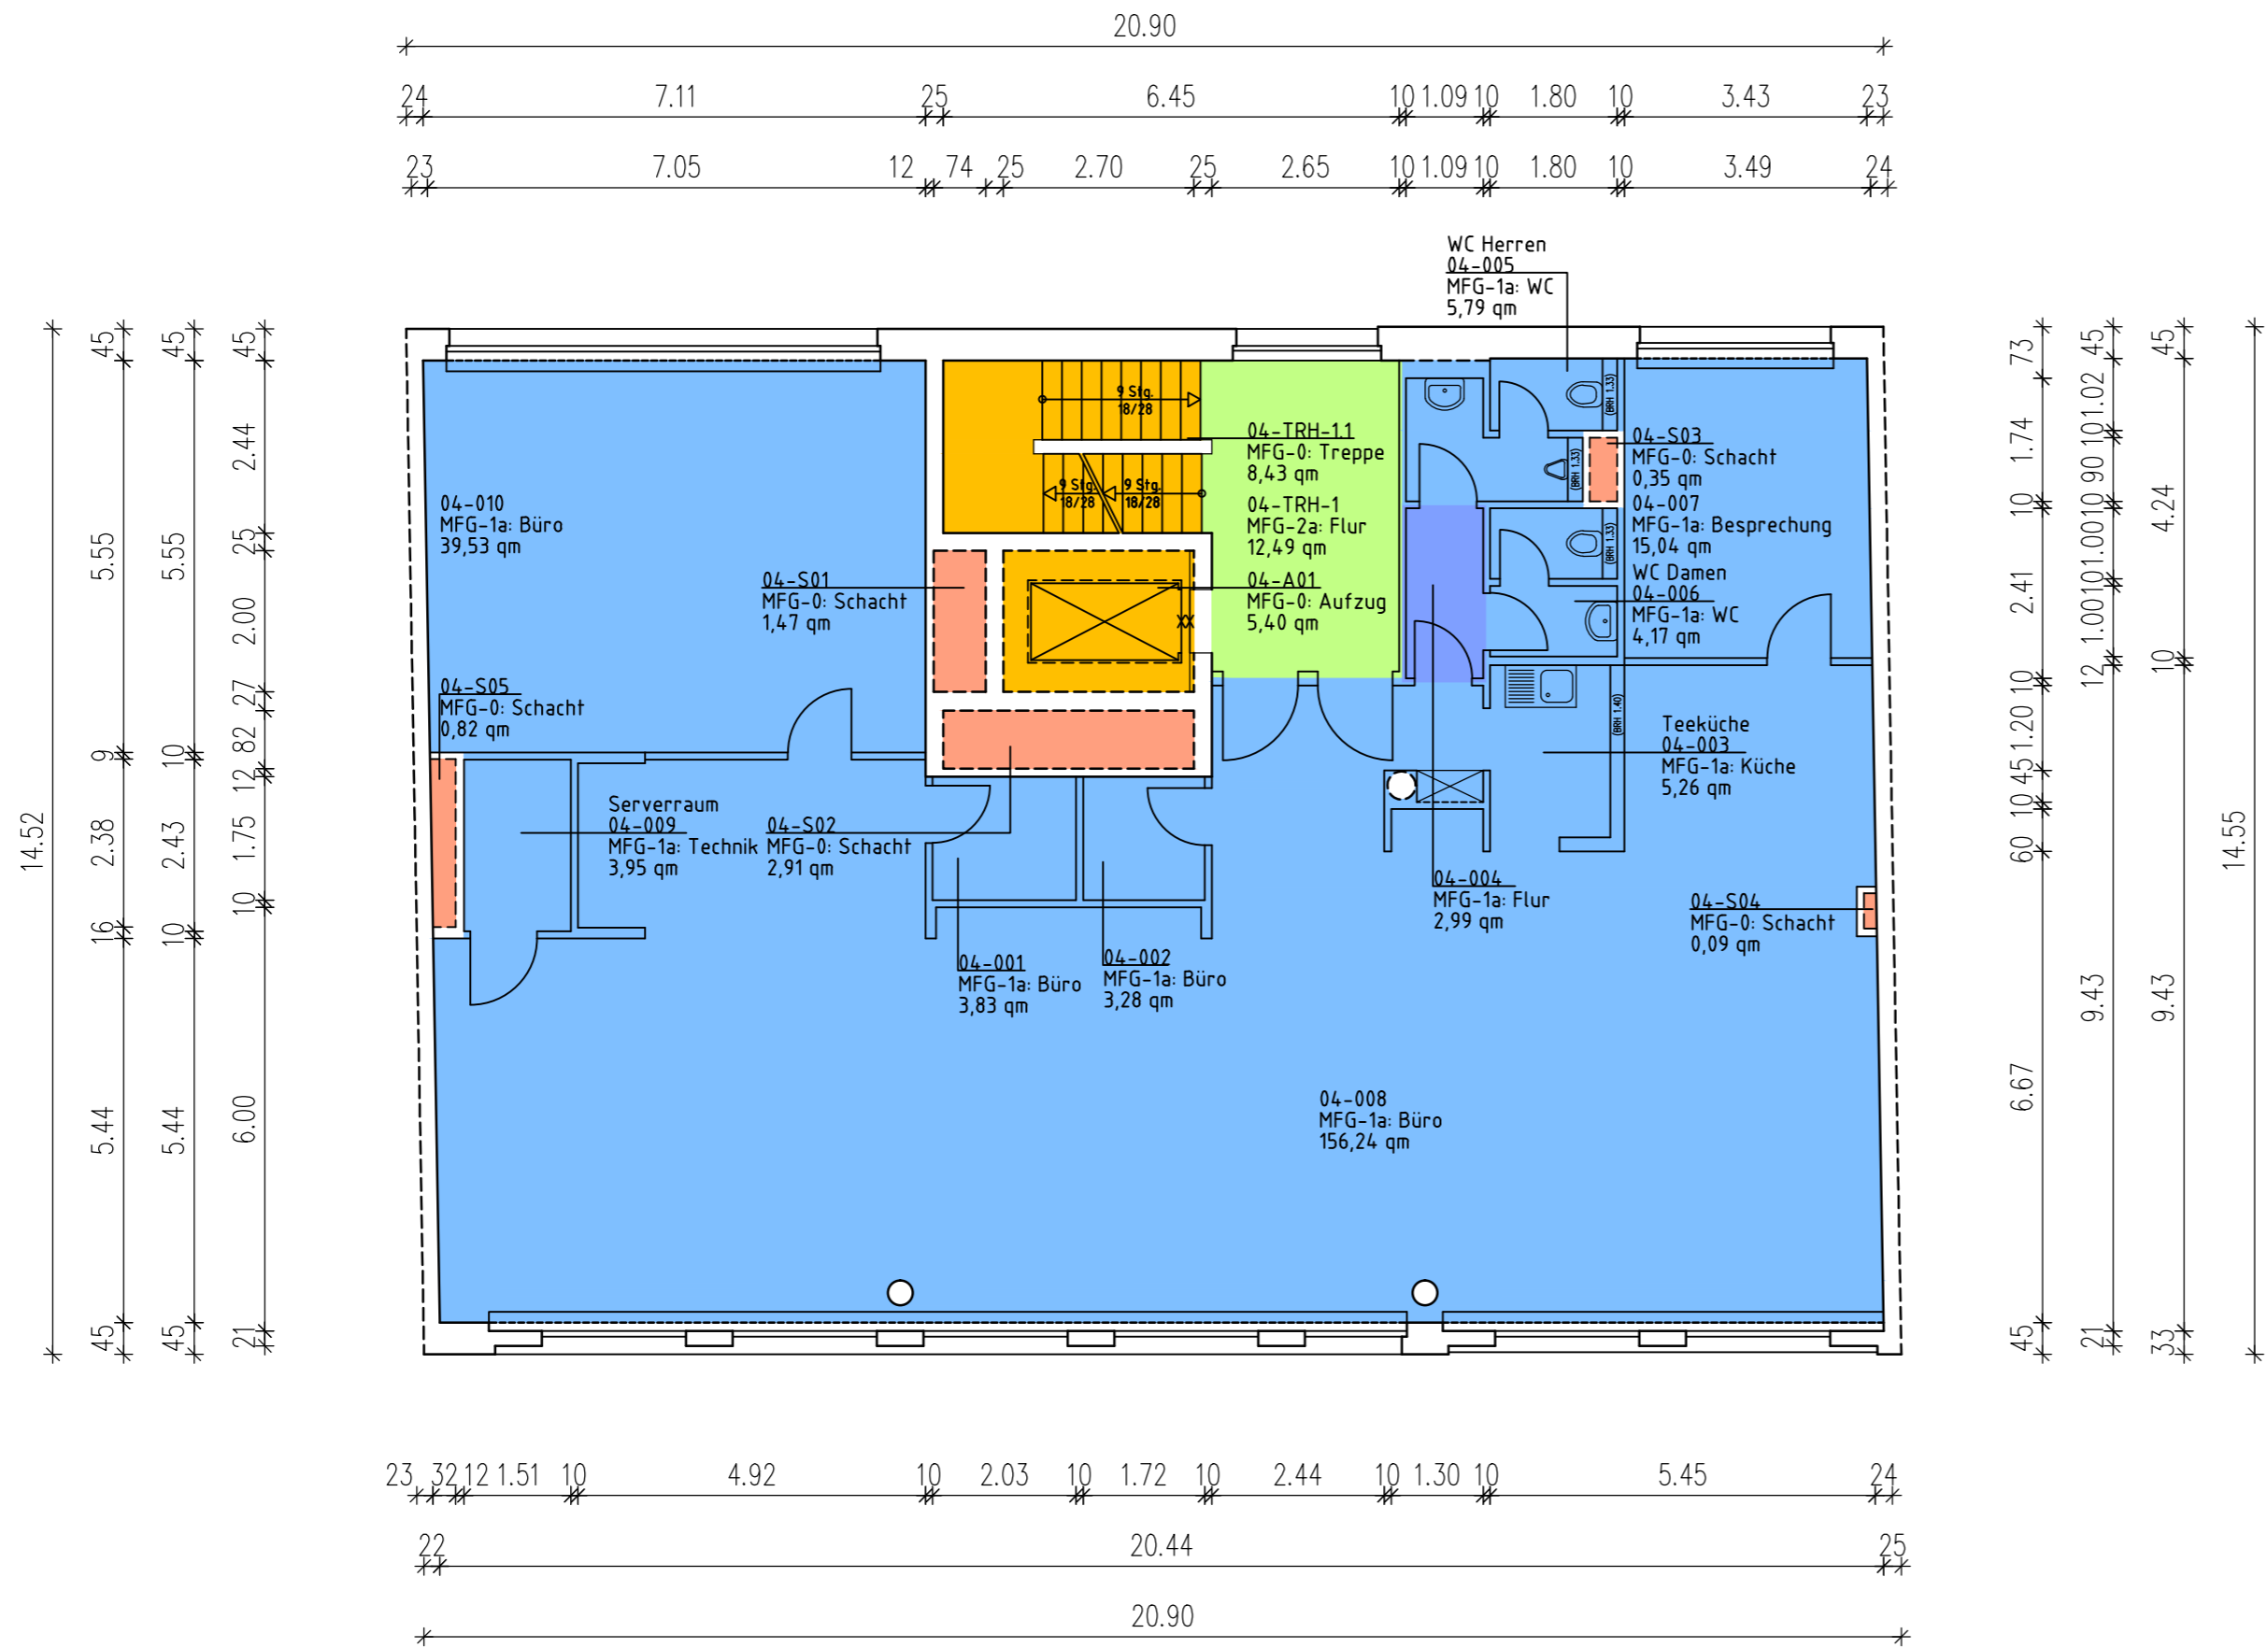 20.90
24 7.11 25 6.45 10 1.09 10 1.80 10 3.43 23
23 7.05 12 74 25 2.70 25 2.65 10 1.09 10 1.80 10 3.49 24
WC Herren
04-005
MFG-1a: WC
5,79 qm
9 Stg.
18/28
9 Stg.
18/28
9 Stg.
18/28
04-TRH-1.1
MFG-0: Treppe
8,43 qm
04-TRH-1
MFG-2a: Flur
12,49 qm
04-A01
MFG-0: Aufzug
5,40 qm
(BRH 1.33)
(BRH 1.33)
(BRH 1.33)
04-S03
MFG-0: Schacht
0,35 qm
04-007
MFG-1a: Besprechung
15,04 qm
WC Damen
04-006
MFG-1a: WC
4,17 qm
04-010
MFG-1a: Büro
39,53 qm
04-S01
MFG-0: Schacht
1,47 qm
04-S05
MFG-0: Schacht
0,82 qm
(BRH 1.40)
Teeküche
04-003
MFG-1a: Küche
5,26 qm
Serverraum
04-009
MFG-1a: Technik
3,95 qm
04-S02
MFG-0: Schacht
2,91 qm
04-004
MFG-1a: Flur
2,99 qm
04-S04
MFG-0: Schacht
0,09 qm
04-001
MFG-1a: Büro
3,83 qm
04-002
MFG-1a: Büro
3,28 qm
04-008
MFG-1a: Büro
156,24 qm
14.52
45 5.55 9 2.38 16 5.44 45
45 5.55 10 2.43 10 5.44 45
45 2.44 25 2.00 27 82 12 1.75 10 6.00 21
73 1.74 10 2.41 10 1.20 45 10 60 6.67 45
45 1.02 10 90 10 1.00 10 1.00 12 9.43 21
45 4.24 10 9.43 33
14.55
23 32 12 1.51 10 4.92 10 2.03 10 1.72 10 2.44 10 1.30 10 5.45 24
22 20.44 25
20.90